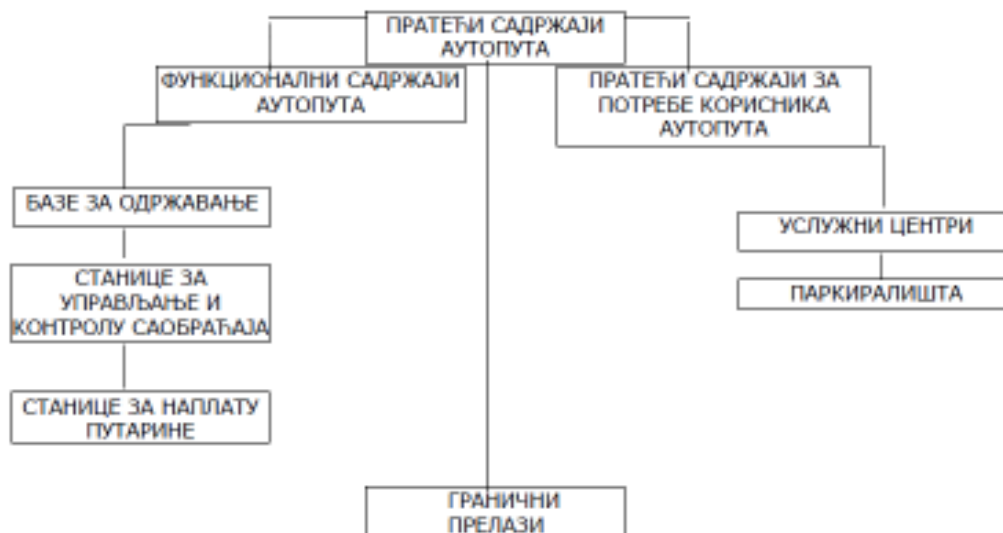 ПРАТЕЋИ САДРЖАЈИ
АУТОПУТА
ФУНКЦИОНАЛНИ САДРЖАЈИ
АУТОПУТА
ПРАТЕЋИ САДРЖАЈИ ЗА
ПОТРЕБЕ КОРИСНИКА
АУТОПУТА
БАЗЕ ЗА ОДРЖАВАЊЕ
СТАНИЦЕ ЗА
УПРАВЉАЊЕ И
КОНТРОЛУ САОБРАЋАЈА
СТАНИЦЕ ЗА НАПЛАТУ
ПУТАРИНЕ
УСЛУЖНИ ЦЕНТРИ
ПАРКИРАЛИШТА
ГРАНИЧНИ
ПРЕЛАЗИ